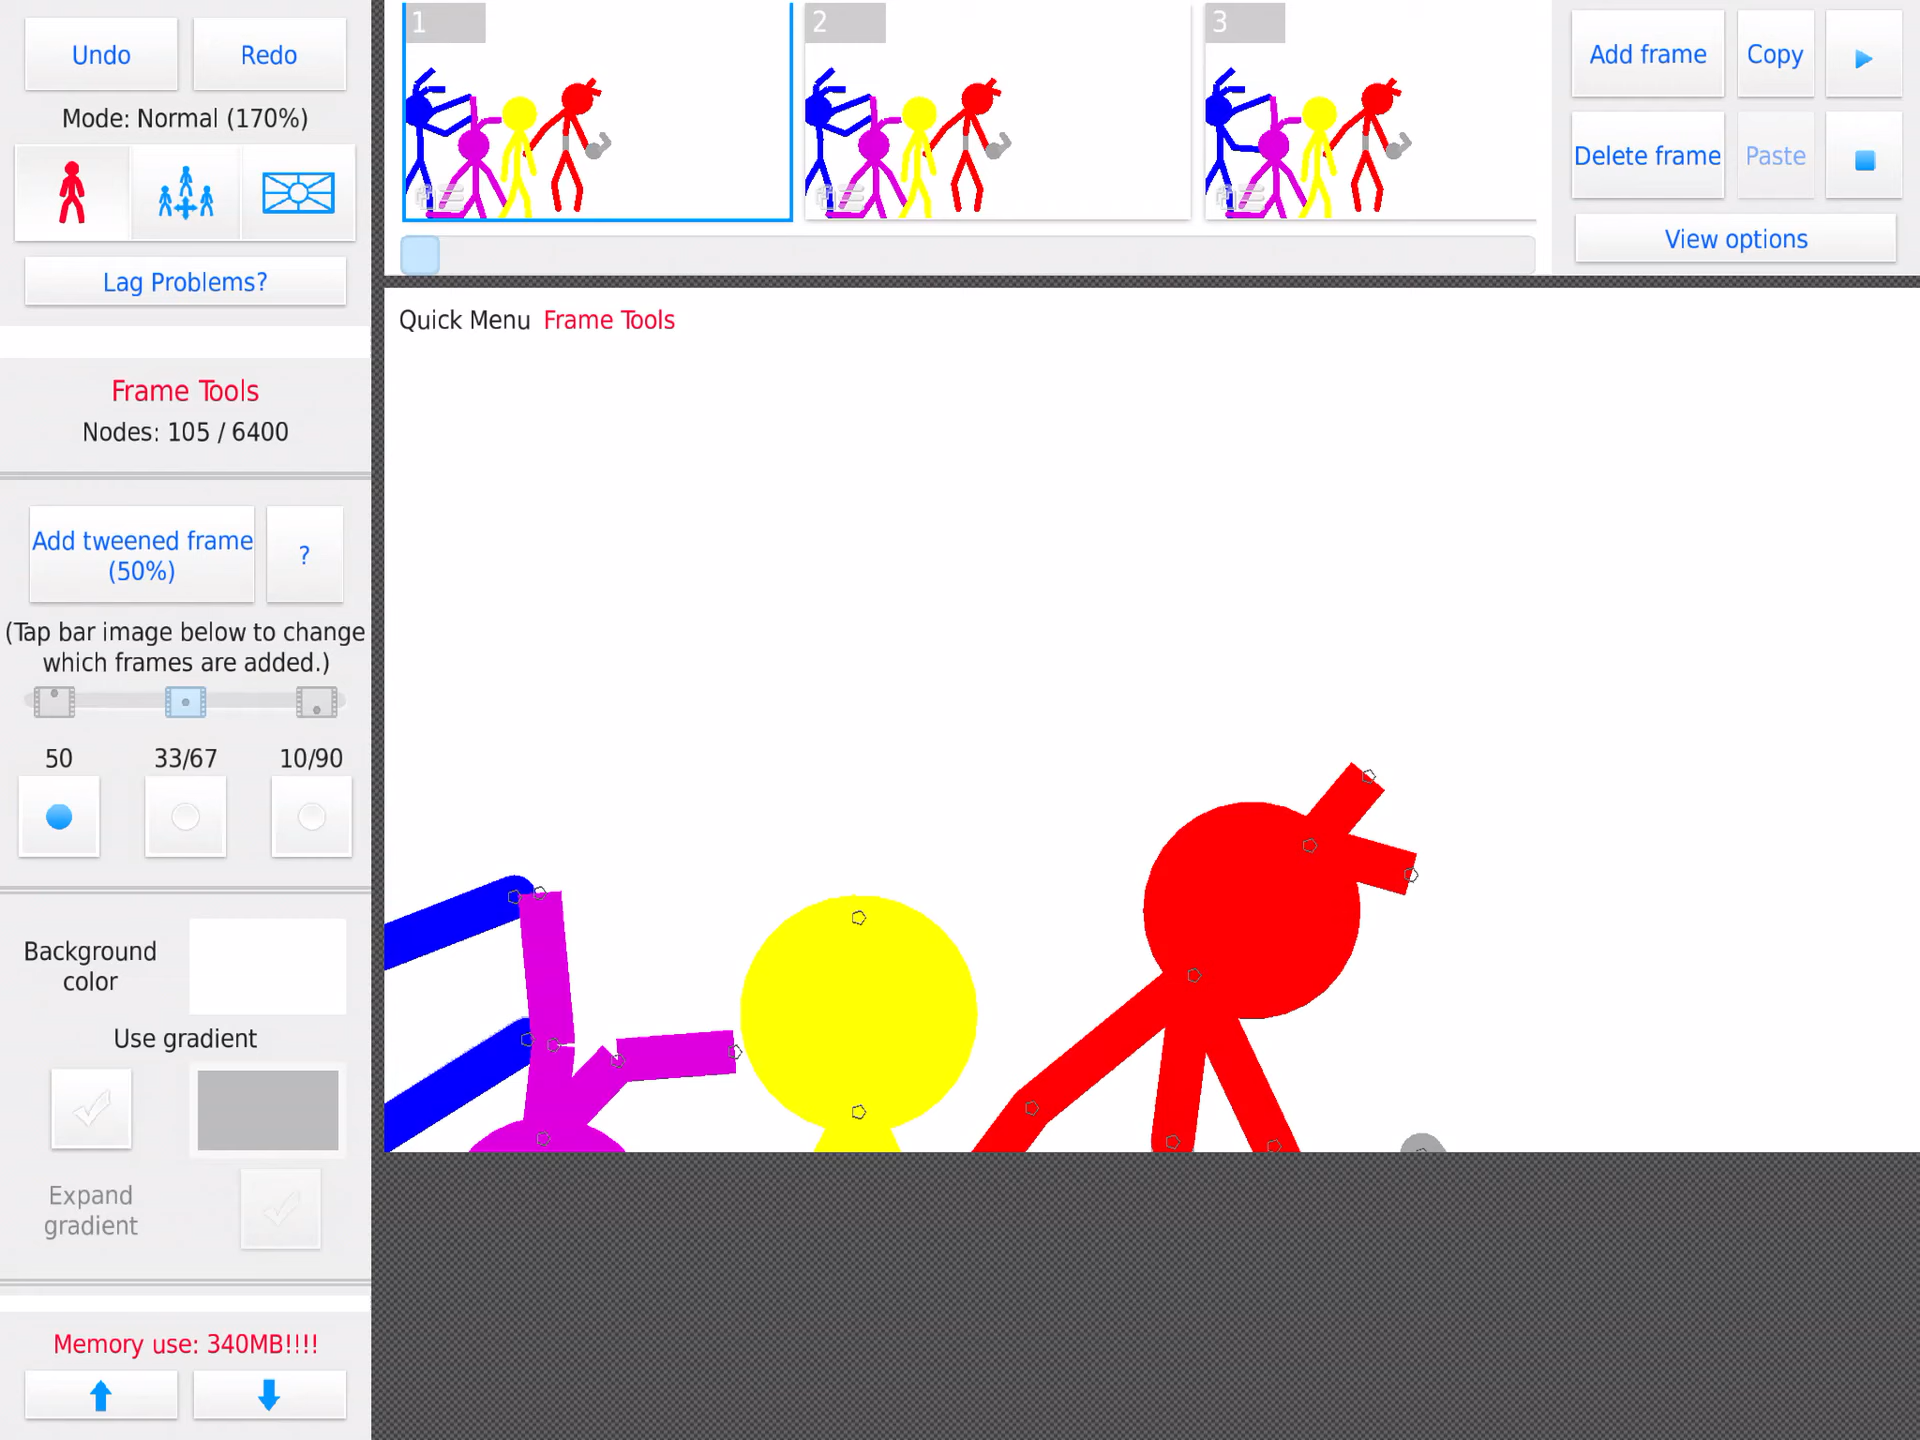 Undo
Redo
Mode: Normal (170%)
Lag Problems?
1
2
3
Add frame
Copy
Delete frame
Paste
View options
Quick Menu Frame Tools
Frame Tools
Nodes: 105 / 6400
Add tweened frame
(50%)
?
(Tap bar image below to change
which frames are added.)
50
33/67
10/90
Background
color
Use gradient
Expand
gradient
Memory use: 340MB!!!!